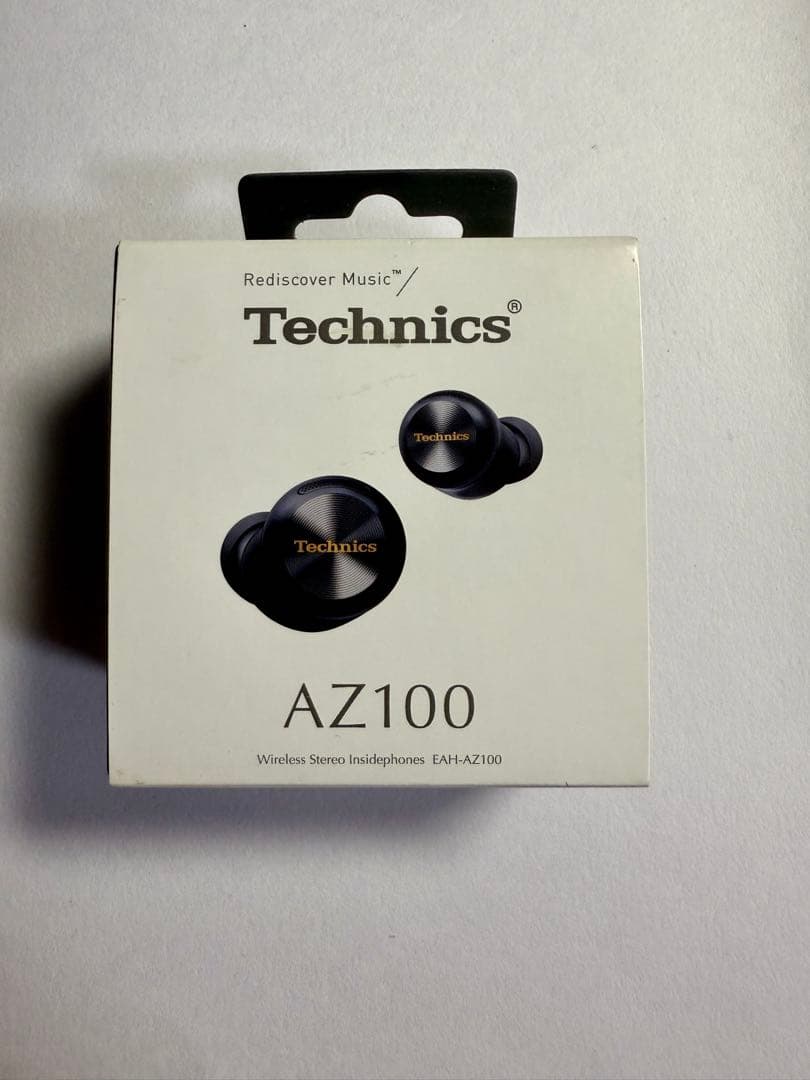 Rediscover Music™
Technics®
Technics
Technics
AZ100
Wireless Stereo Insidephones EAH-AZ100